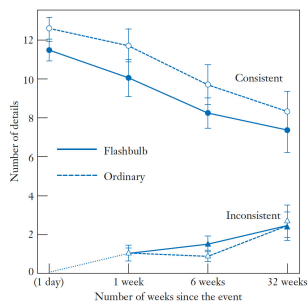 12
10
8
6
4
2
0
Number of details
Consistent
Flashbulb
Ordinary
Inconsistent
(1 day)
1 week
6 weeks
32 weeks
Number of weeks since the event